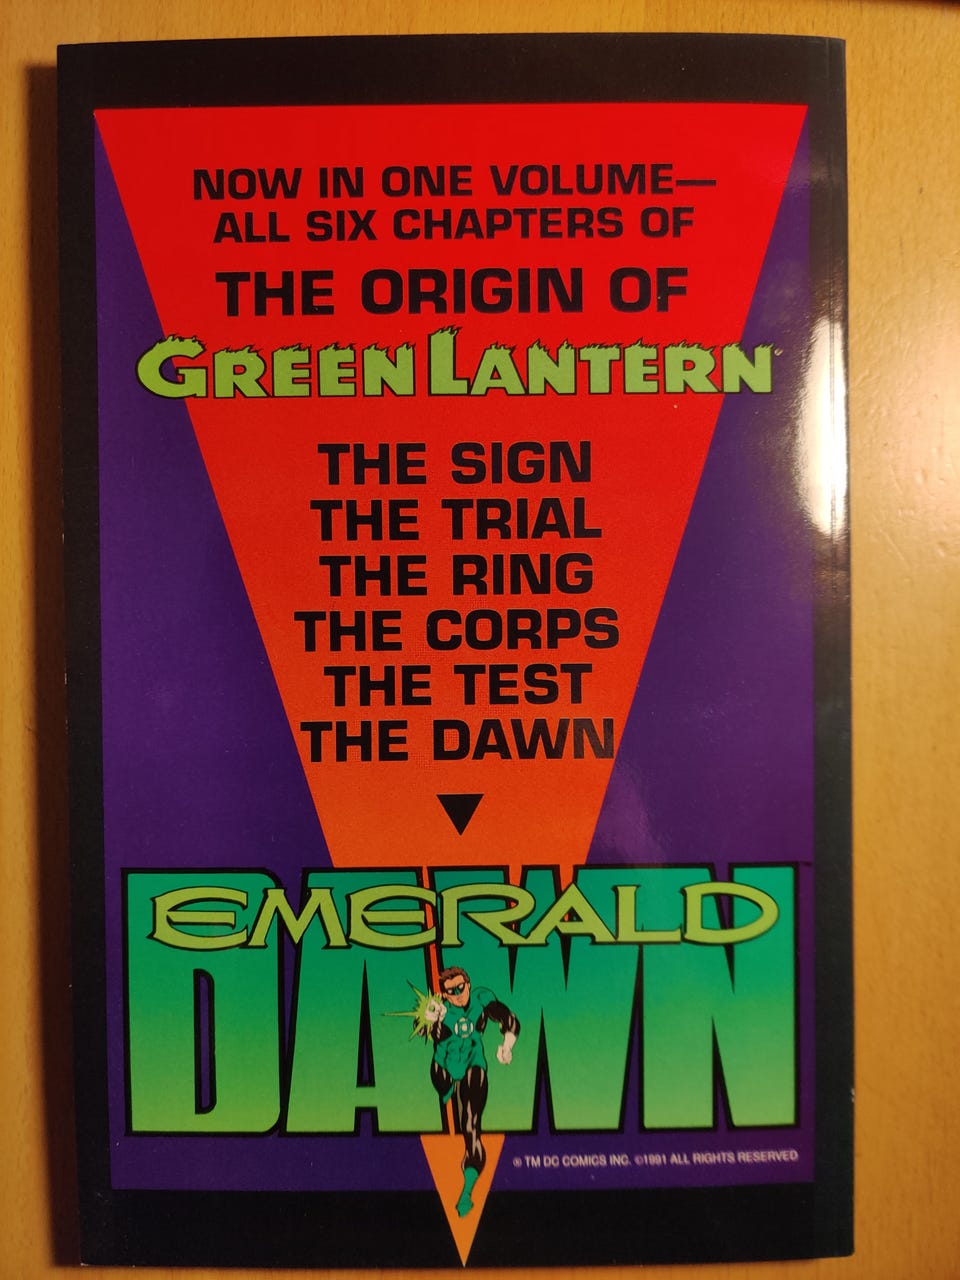 NOW IN ONE VOLUME—
ALL SIX CHAPTERS OF
THE ORIGIN OF
GREEN LANTERN
THE SIGN
THE TRIAL
THE RING
THE CORPS
THE TEST
THE DAWN
EMERALD
DAWN
® TM DC COMICS INC. ©1991 ALL RIGHTS RESERVED